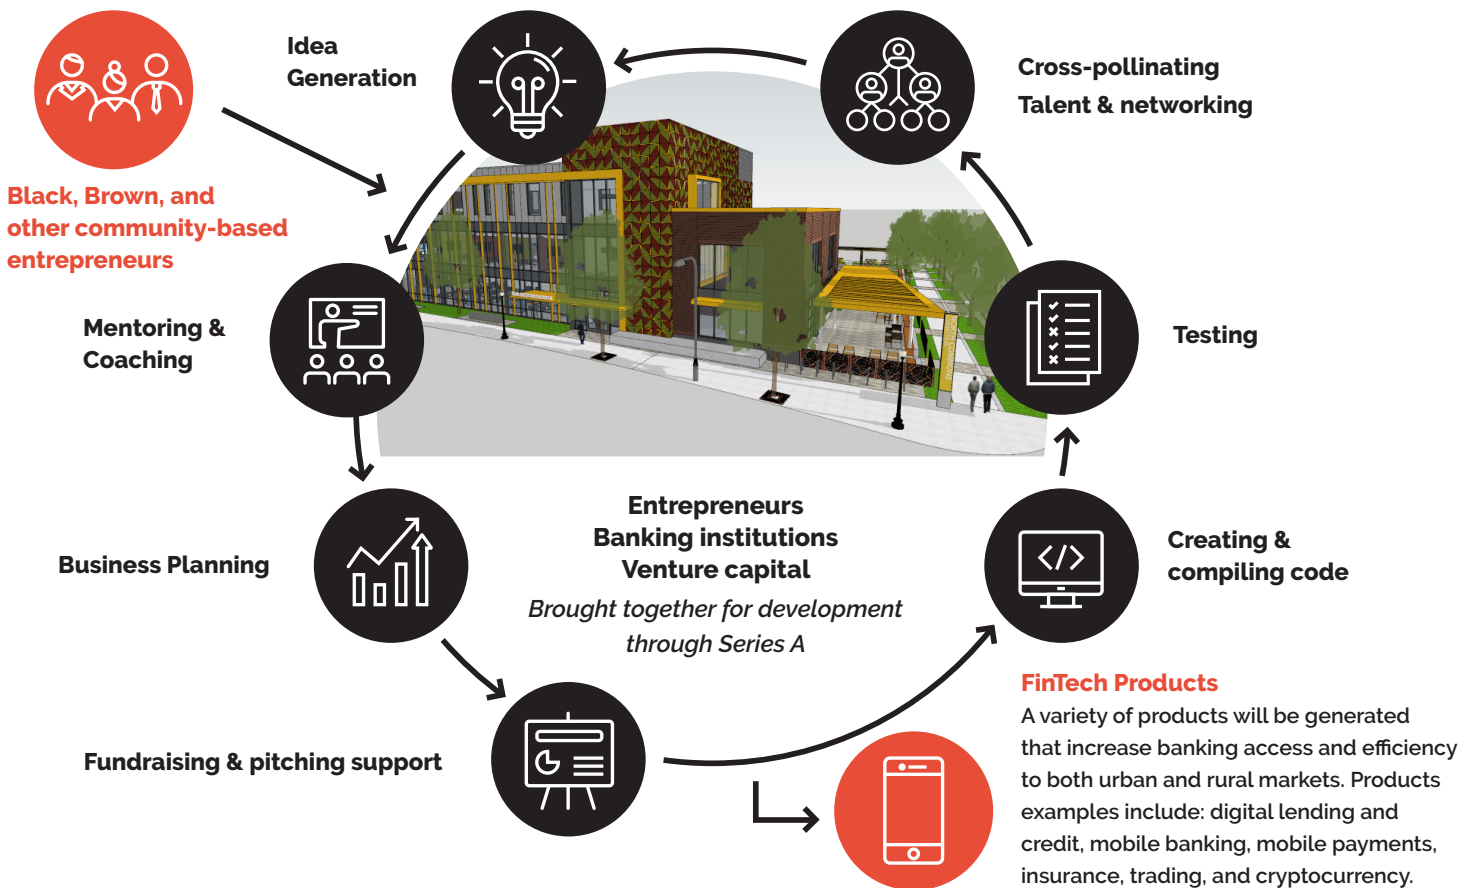 Idea
Generation
Cross-pollinating
Talent & networking
Black, Brown, and
other community-based
entrepreneurs
Mentoring &
Coaching
Testing
Business Planning
Entrepreneurs
Banking institutions
Venture capital
Brought together for development
through Series A
Creating &
compiling code
Fundraising & pitching support
FinTech Products
A variety of products will be generated
that increase banking access and efficiency
to both urban and rural markets. Products
examples include: digital lending and
credit, mobile banking, mobile payments,
insurance, trading, and cryptocurrency.